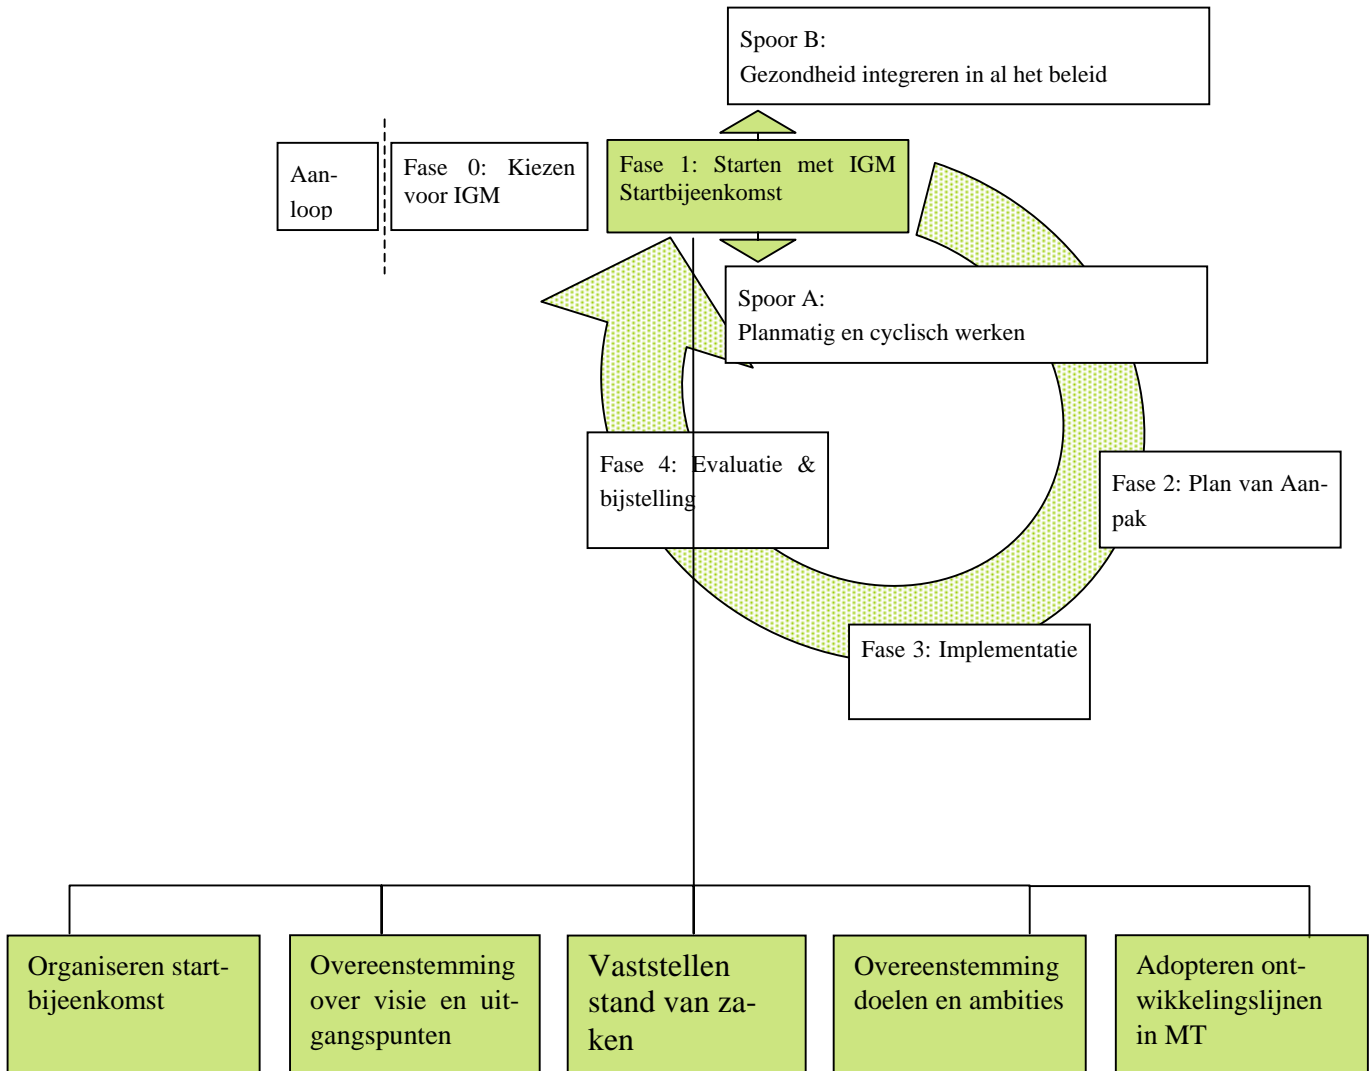 Spoor B:
Gezondheid integreren in al het beleid
Aan-
loop
Fase 0: Kiezen
voor IGM
Fase 1: Starten met IGM
Startbijeenkomst
Spoor A:
Planmatig en cyclisch werken
Fase 4: Evaluatie &
bijstelling
Fase 2: Plan van Aan-
pak
Fase 3: Implementatie
Organiseren start-
bijeenkomst
Overeenstemming
over visie en uit-
gangspunten
Vaststellen
stand van za-
ken
Overeenstemming
doelen en ambities
Adopteren ont-
wikkelingslijnen
in MT